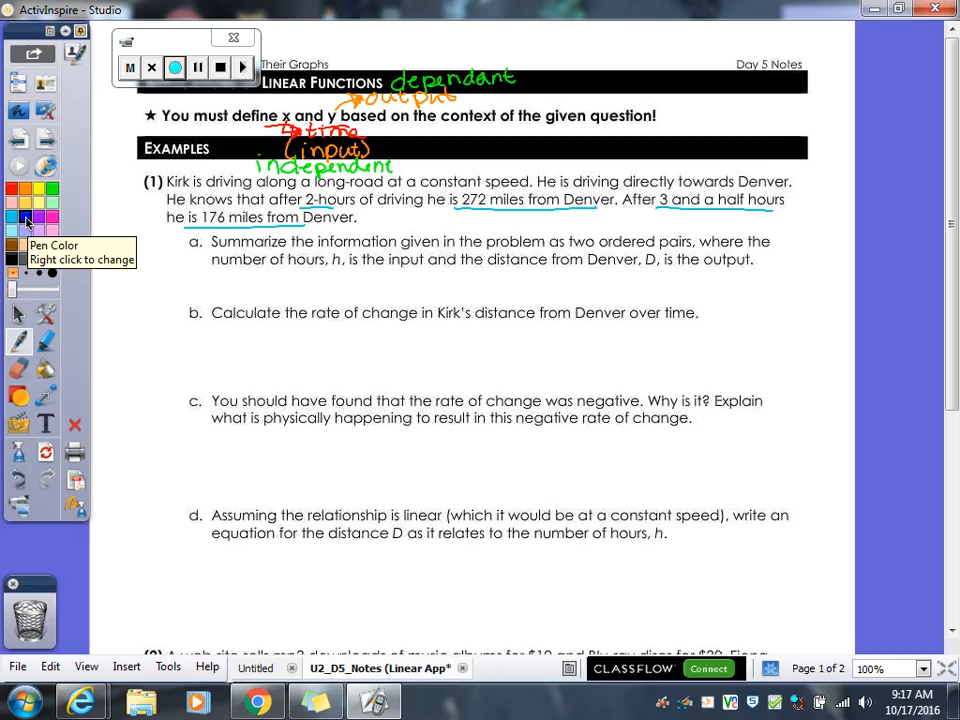 ActivInspire - Studio
M
Their Graphs
Day 5 Notes
LINEAR FUNCTIONS dependant
output
★ You must define x and y based on the context of the given question!
time
EXAMPLES (input)
independent
(1) Kirk is driving along a long-road at a constant speed. He is driving directly towards Denver.
He knows that after 2-hours of driving he is 272 miles from Denver. After 3 and a half hours
he is 176 miles from Denver.
a. Summarize the information given in the problem as two ordered pairs, where the
number of hours, h, is the input and the distance from Denver, D, is the output.
Pen Color
Right click to change
b. Calculate the rate of change in Kirk's distance from Denver over time.
c. You should have found that the rate of change was negative. Why is it? Explain
what is physically happening to result in this negative rate of change.
d. Assuming the relationship is linear (which it would be at a constant speed), write an
equation for the distance D as it relates to the number of hours, h.
File Edit View Insert Tools Help Untitled U2_D5_Notes (Linear App* CLASSFLOW Connect Page 1 of 2 100%
9:17 AM
10/17/2016